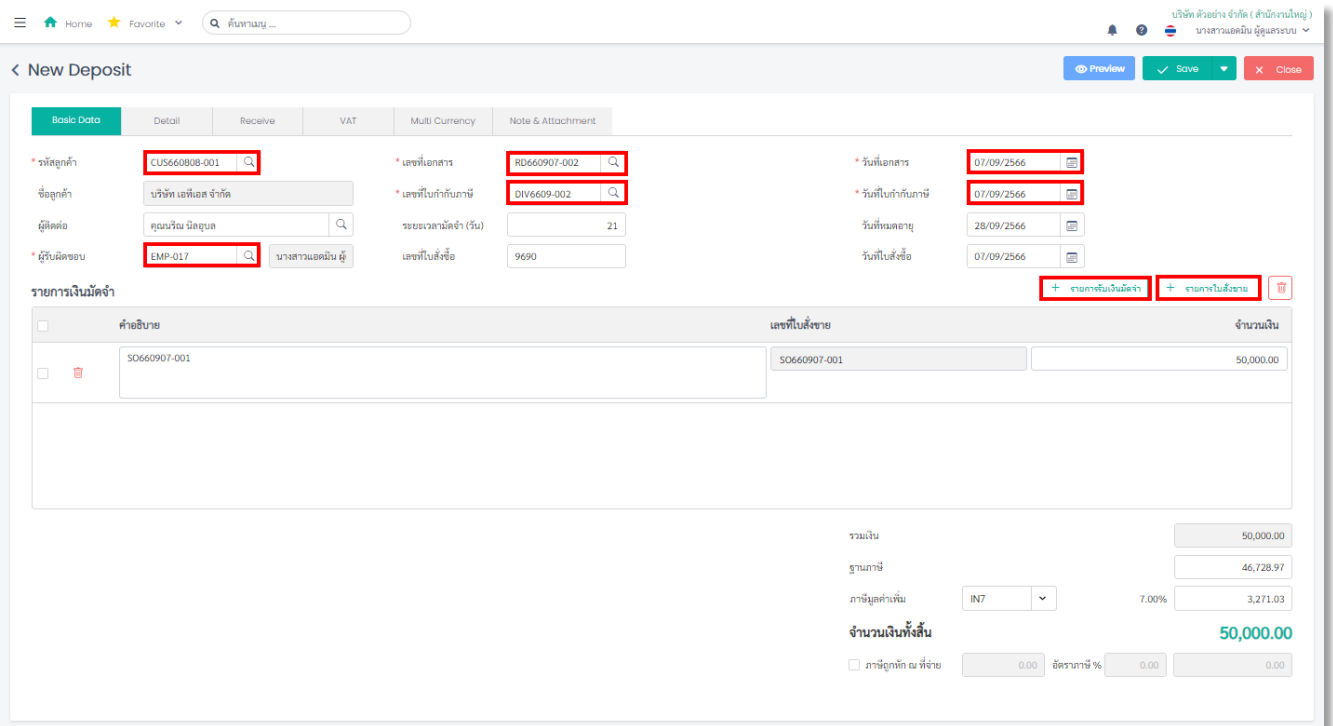 Home Favorite ค้นหาเมนู ...
บริษัท ตัวอย่าง จำกัด ( สำนักงานใหญ่ )
นางสาวแอดมิน ผู้ดูแลระบบ
New Deposit Preview Save Close
Basic Data Detail Receive VAT Multi Currency Note & Attachment
* รหัสลูกค้า CUS660808-001 * เลขที่เอกสาร RD660907-002 * วันที่เอกสาร 07/09/2566
ชื่อลูกค้า บริษัท เอทีเอส จำกัด * เลขที่ใบกำกับภาษี DIV6609-002 * วันที่ใบกำกับภาษี 07/09/2566
ผู้ติดต่อ คุณนริณ นิลอุบล ระยะเวลามัดจำ (วัน) 21 วันที่หมดอายุ 28/09/2566
* ผู้รับผิดชอบ EMP-017 นางสาวแอดมิน ผู้ เลขที่ใบสั่งซื้อ 9690 วันที่ใบสั่งซื้อ 07/09/2566
รายการเงินมัดจำ + รายการรับเงินมัดจำ + รายการใบสั่งขาย
คำอธิบาย เลขที่ใบสั่งขาย จำนวนเงิน
SO660907-001 SO660907-001 50,000.00
รวมเงิน 50,000.00
ฐานภาษี 46,728.97
ภาษีมูลค่าเพิ่ม IN7 7.00% 3,271.03
จำนวนเงินทั้งสิ้น 50,000.00
ภาษีถูกหัก ณ ที่จ่าย 0.00 อัตราภาษี % 0.00 0.00